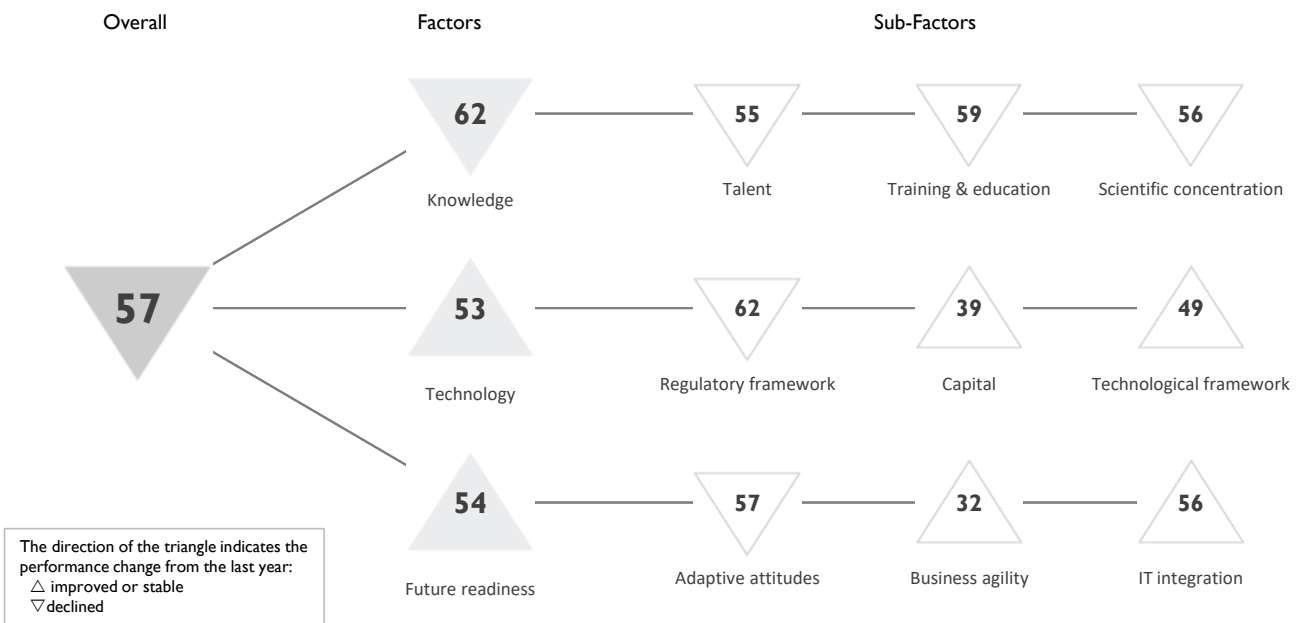 Overall Factors Sub-Factors
62 55 59 56
Knowledge Talent Training & education Scientific concentration
57
53 62 39 49
Technology Regulatory framework Capital Technological framework
54 57 32 56
Future readiness Adaptive attitudes Business agility IT integration
The direction of the triangle indicates the
performance change from the last year:
△ improved or stable
▽ declined